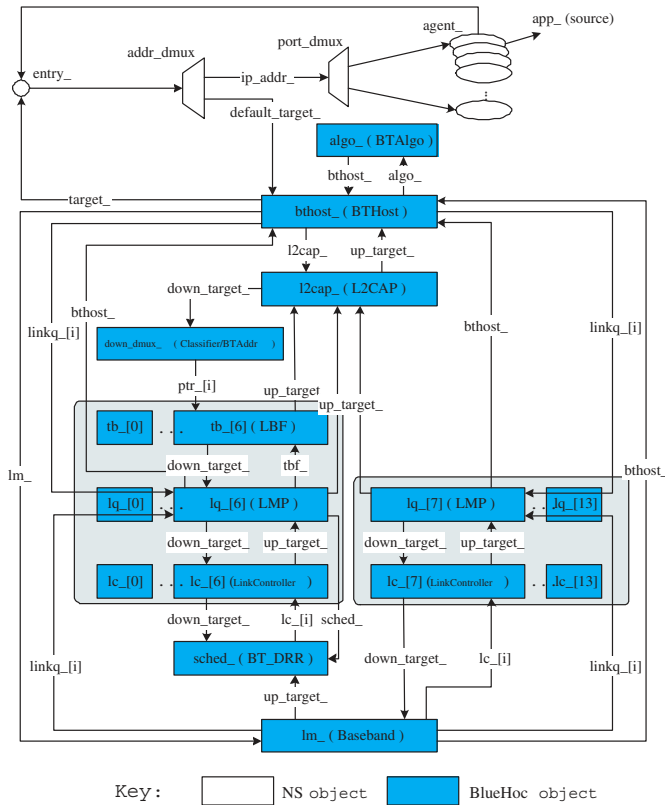 agent_
app_ (source)
port_dmux
addr_dmux
entry_
ip_addr_
default_target_
algo_ ( BTAlgo )
bthost_
algo_
target_
bthost_ ( BTHost )
l2cap_
up_target_
down_target_
l2cap_ ( L2CAP )
bthost_
linkq_[i]
bthost_
linkq_[i]
down_dmux_ ( Classifier/BTAddr )
ptr_[i]
up_target
up_target_
tb_[0] . . . tb_[6] ( LBF )
lm_
down_target_
tbf_
bthost_
lq_[0] . . . lq_[6] ( LMP )
lq_[7] ( LMP ) . . .lq_[13]
down_target_
up_target_
down_target_
up_target_
lc_[0] . . . lc_[6] (LinkController )
lc_[7] (LinkController ) . . .lc_[13]
down_target_
lc_[i]
sched_
sched_ ( BT_DRR )
down_target_
lc_[i]
linkq_[i]
linkq_[i]
up_target_
lm_ ( Baseband )
Key:
NS object
BlueHoc object